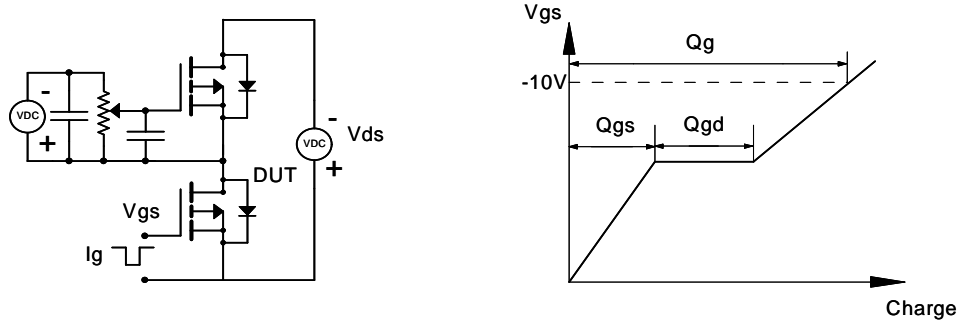 -
VDC
+
-
VDC
+
Vds
DUT
Vgs
Ig
Vgs
Qg
-10V
Qgs
Qgd
Charge